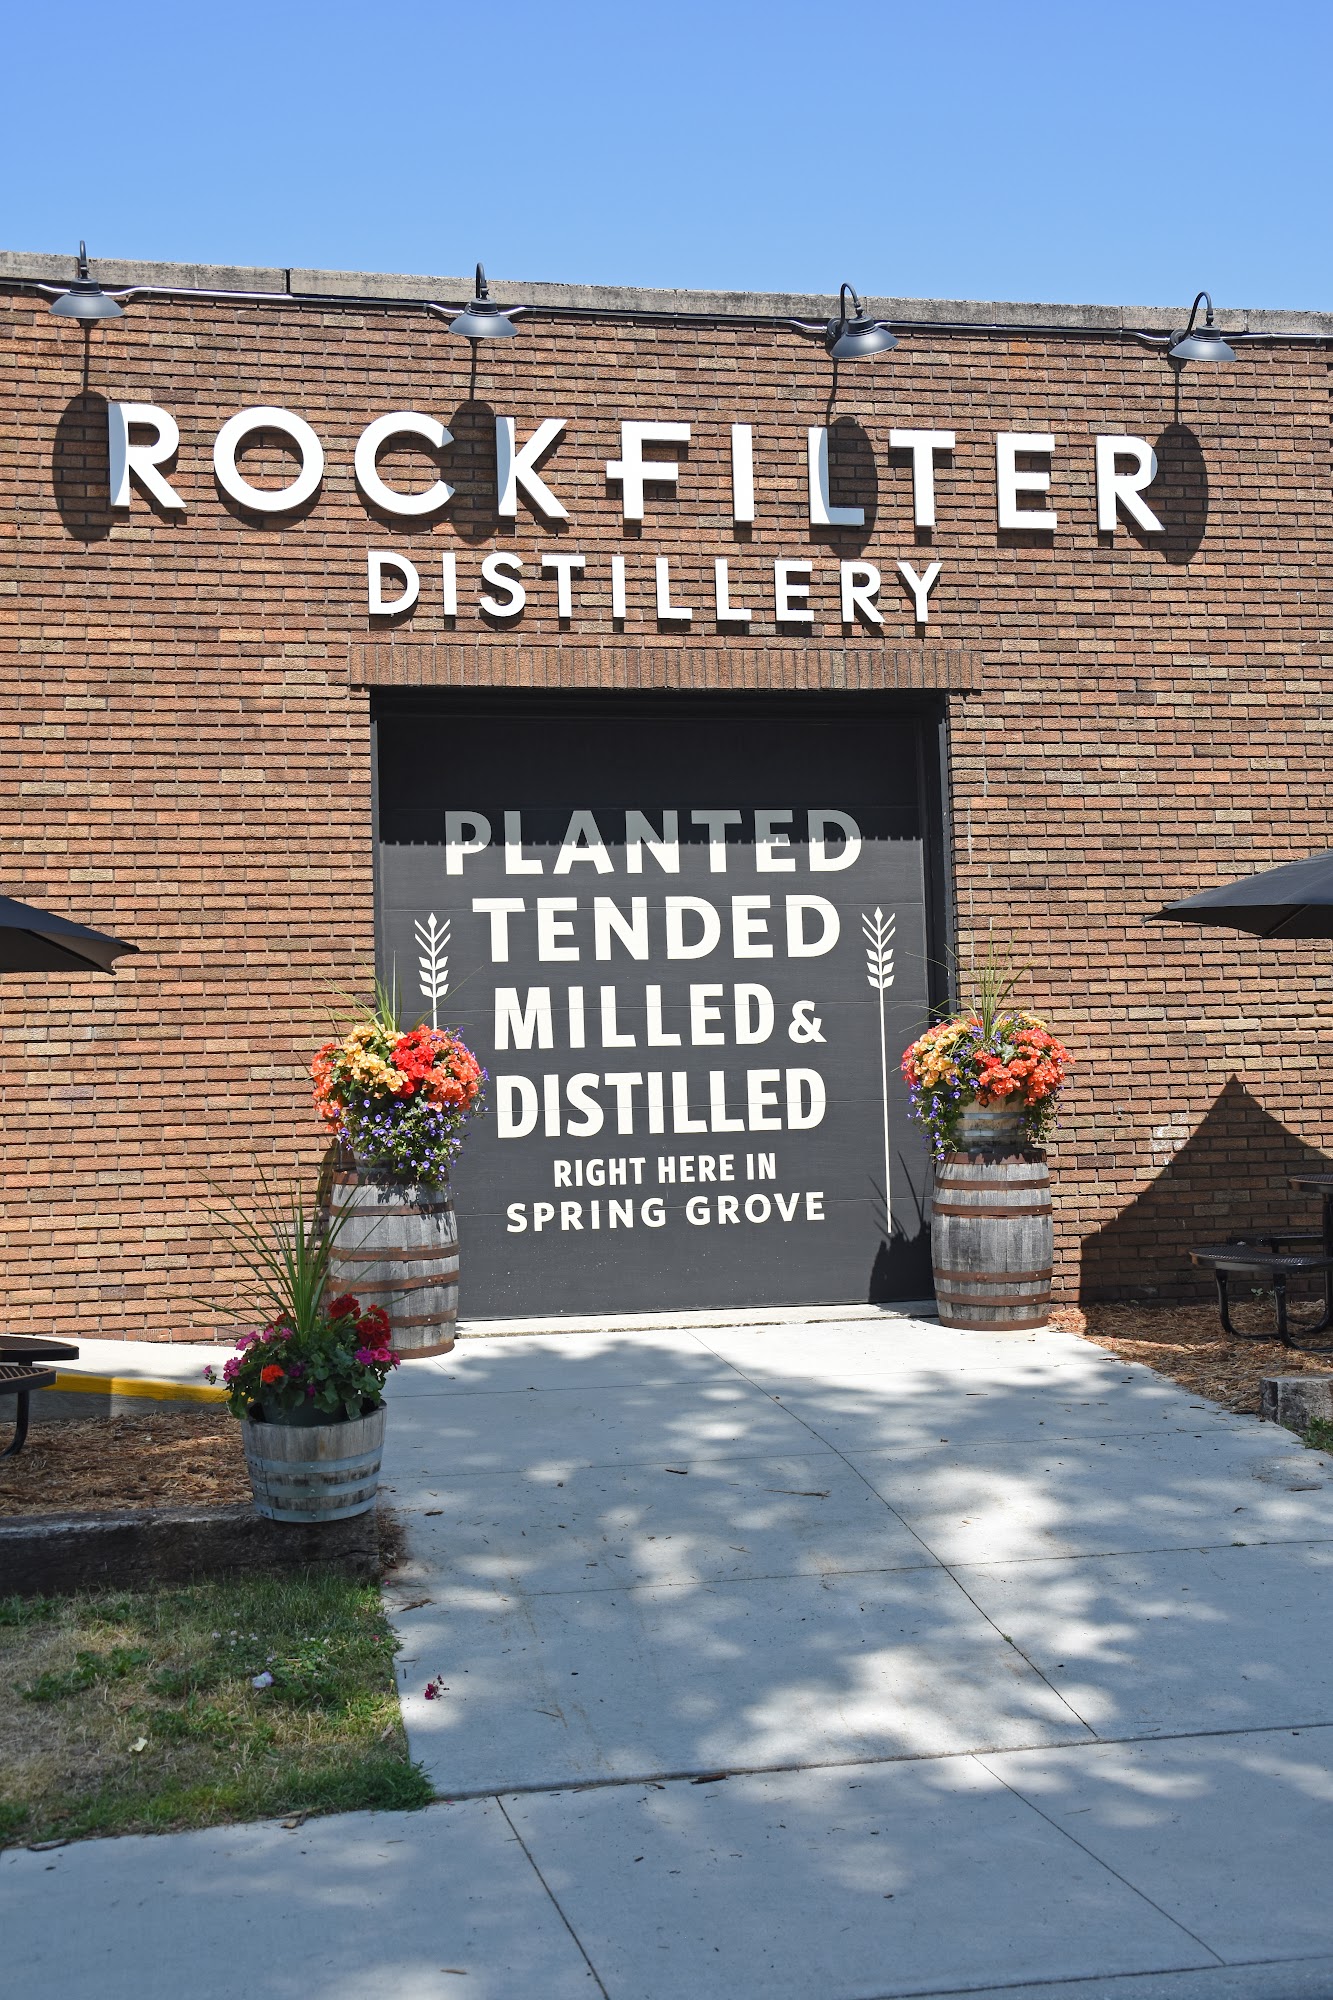 ROCKFILTER
DISTILLERY
PLANTED
TENDED
MILLED &
DISTILLED
RIGHT HERE IN
SPRING GROVE